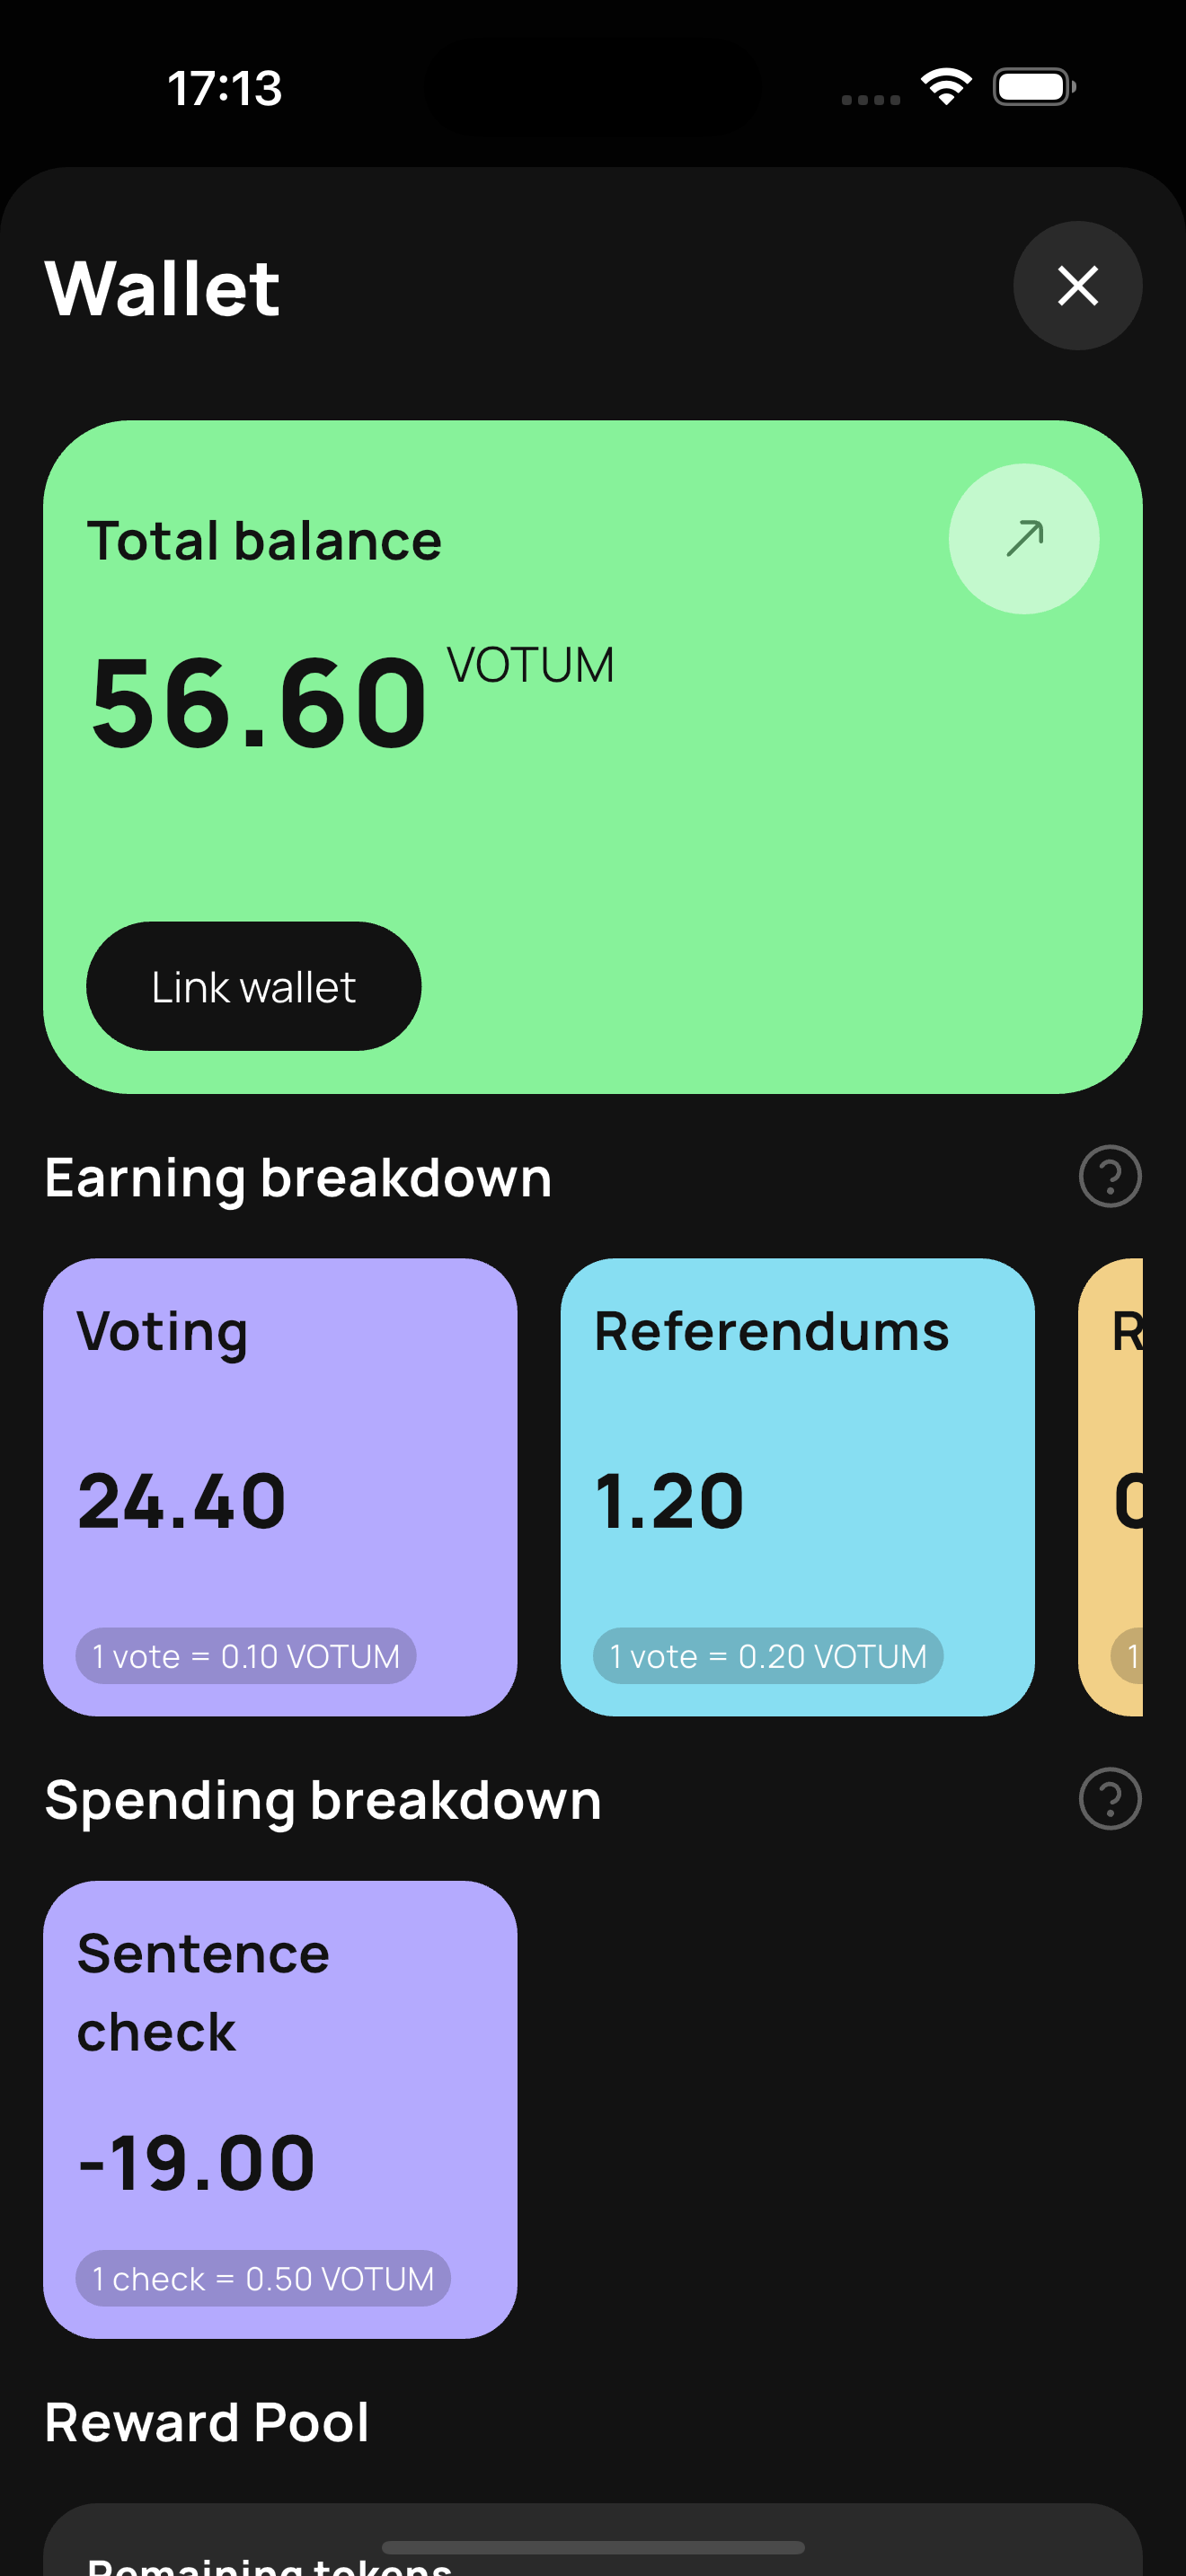 17:13
Wallet
Total balance
56.60 VOTUM
Link wallet
Earning breakdown
Voting
Referendums
24.40
1.20
1 vote = 0.10 VOTUM
1 vote = 0.20 VOTUM
Spending breakdown
Sentence
check
-19.00
1 check = 0.50 VOTUM
Reward Pool
Remaining tokens